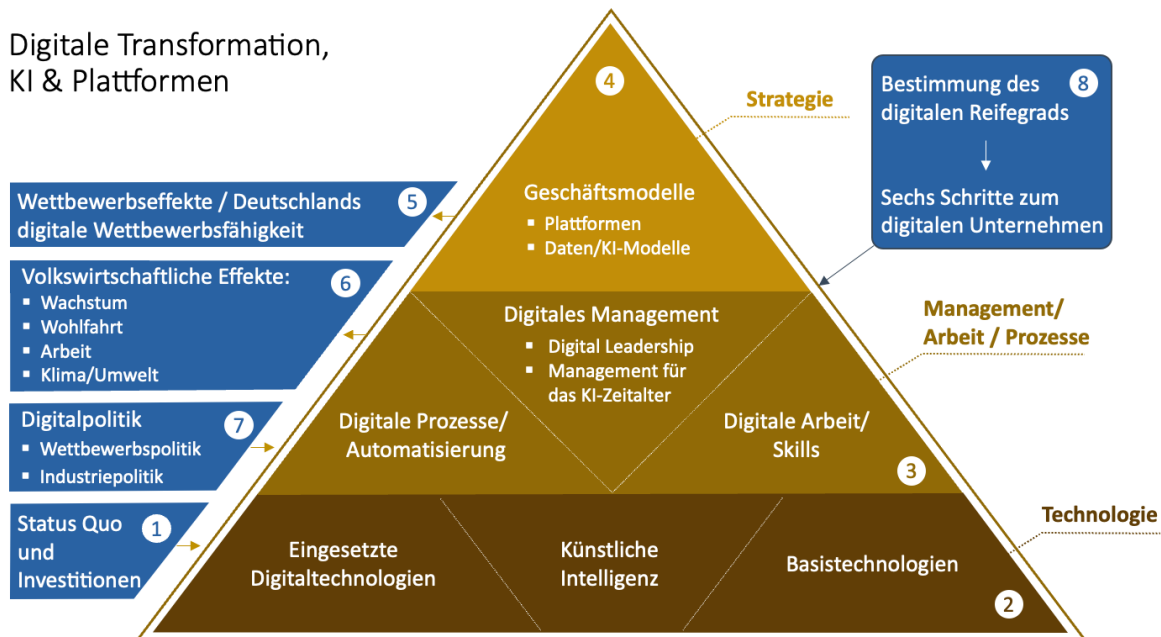 Digitale Transformation,
KI & Plattformen
4
Strategie
Bestimmung des
digitalen Reifegrads
8
Sechs Schritte zum
digitalen Unternehmen
Geschäftsmodelle
▪ Plattformen
▪ Daten/KI-Modelle
Wettbewerbseffekte / Deutschlands
digitale Wettbewerbsfähigkeit
5
Volkswirtschaftliche Effekte:
▪ Wachstum
▪ Wohlfahrt
▪ Arbeit
▪ Klima/Umwelt
6
Digitales Management
▪ Digital Leadership
▪ Management für
das KI-Zeitalter
Management/
Arbeit / Prozesse
Digitalpolitik
▪ Wettbewerbspolitik
▪ Industriepolitik
7
Digitale Prozesse/
Automatisierung
Digitale Arbeit/
Skills
3
Status Quo
und
Investitionen
1
Eingesetzte
Digitaltechnologien
Künstliche
Intelligenz
Basistechnologien
2
Technologie